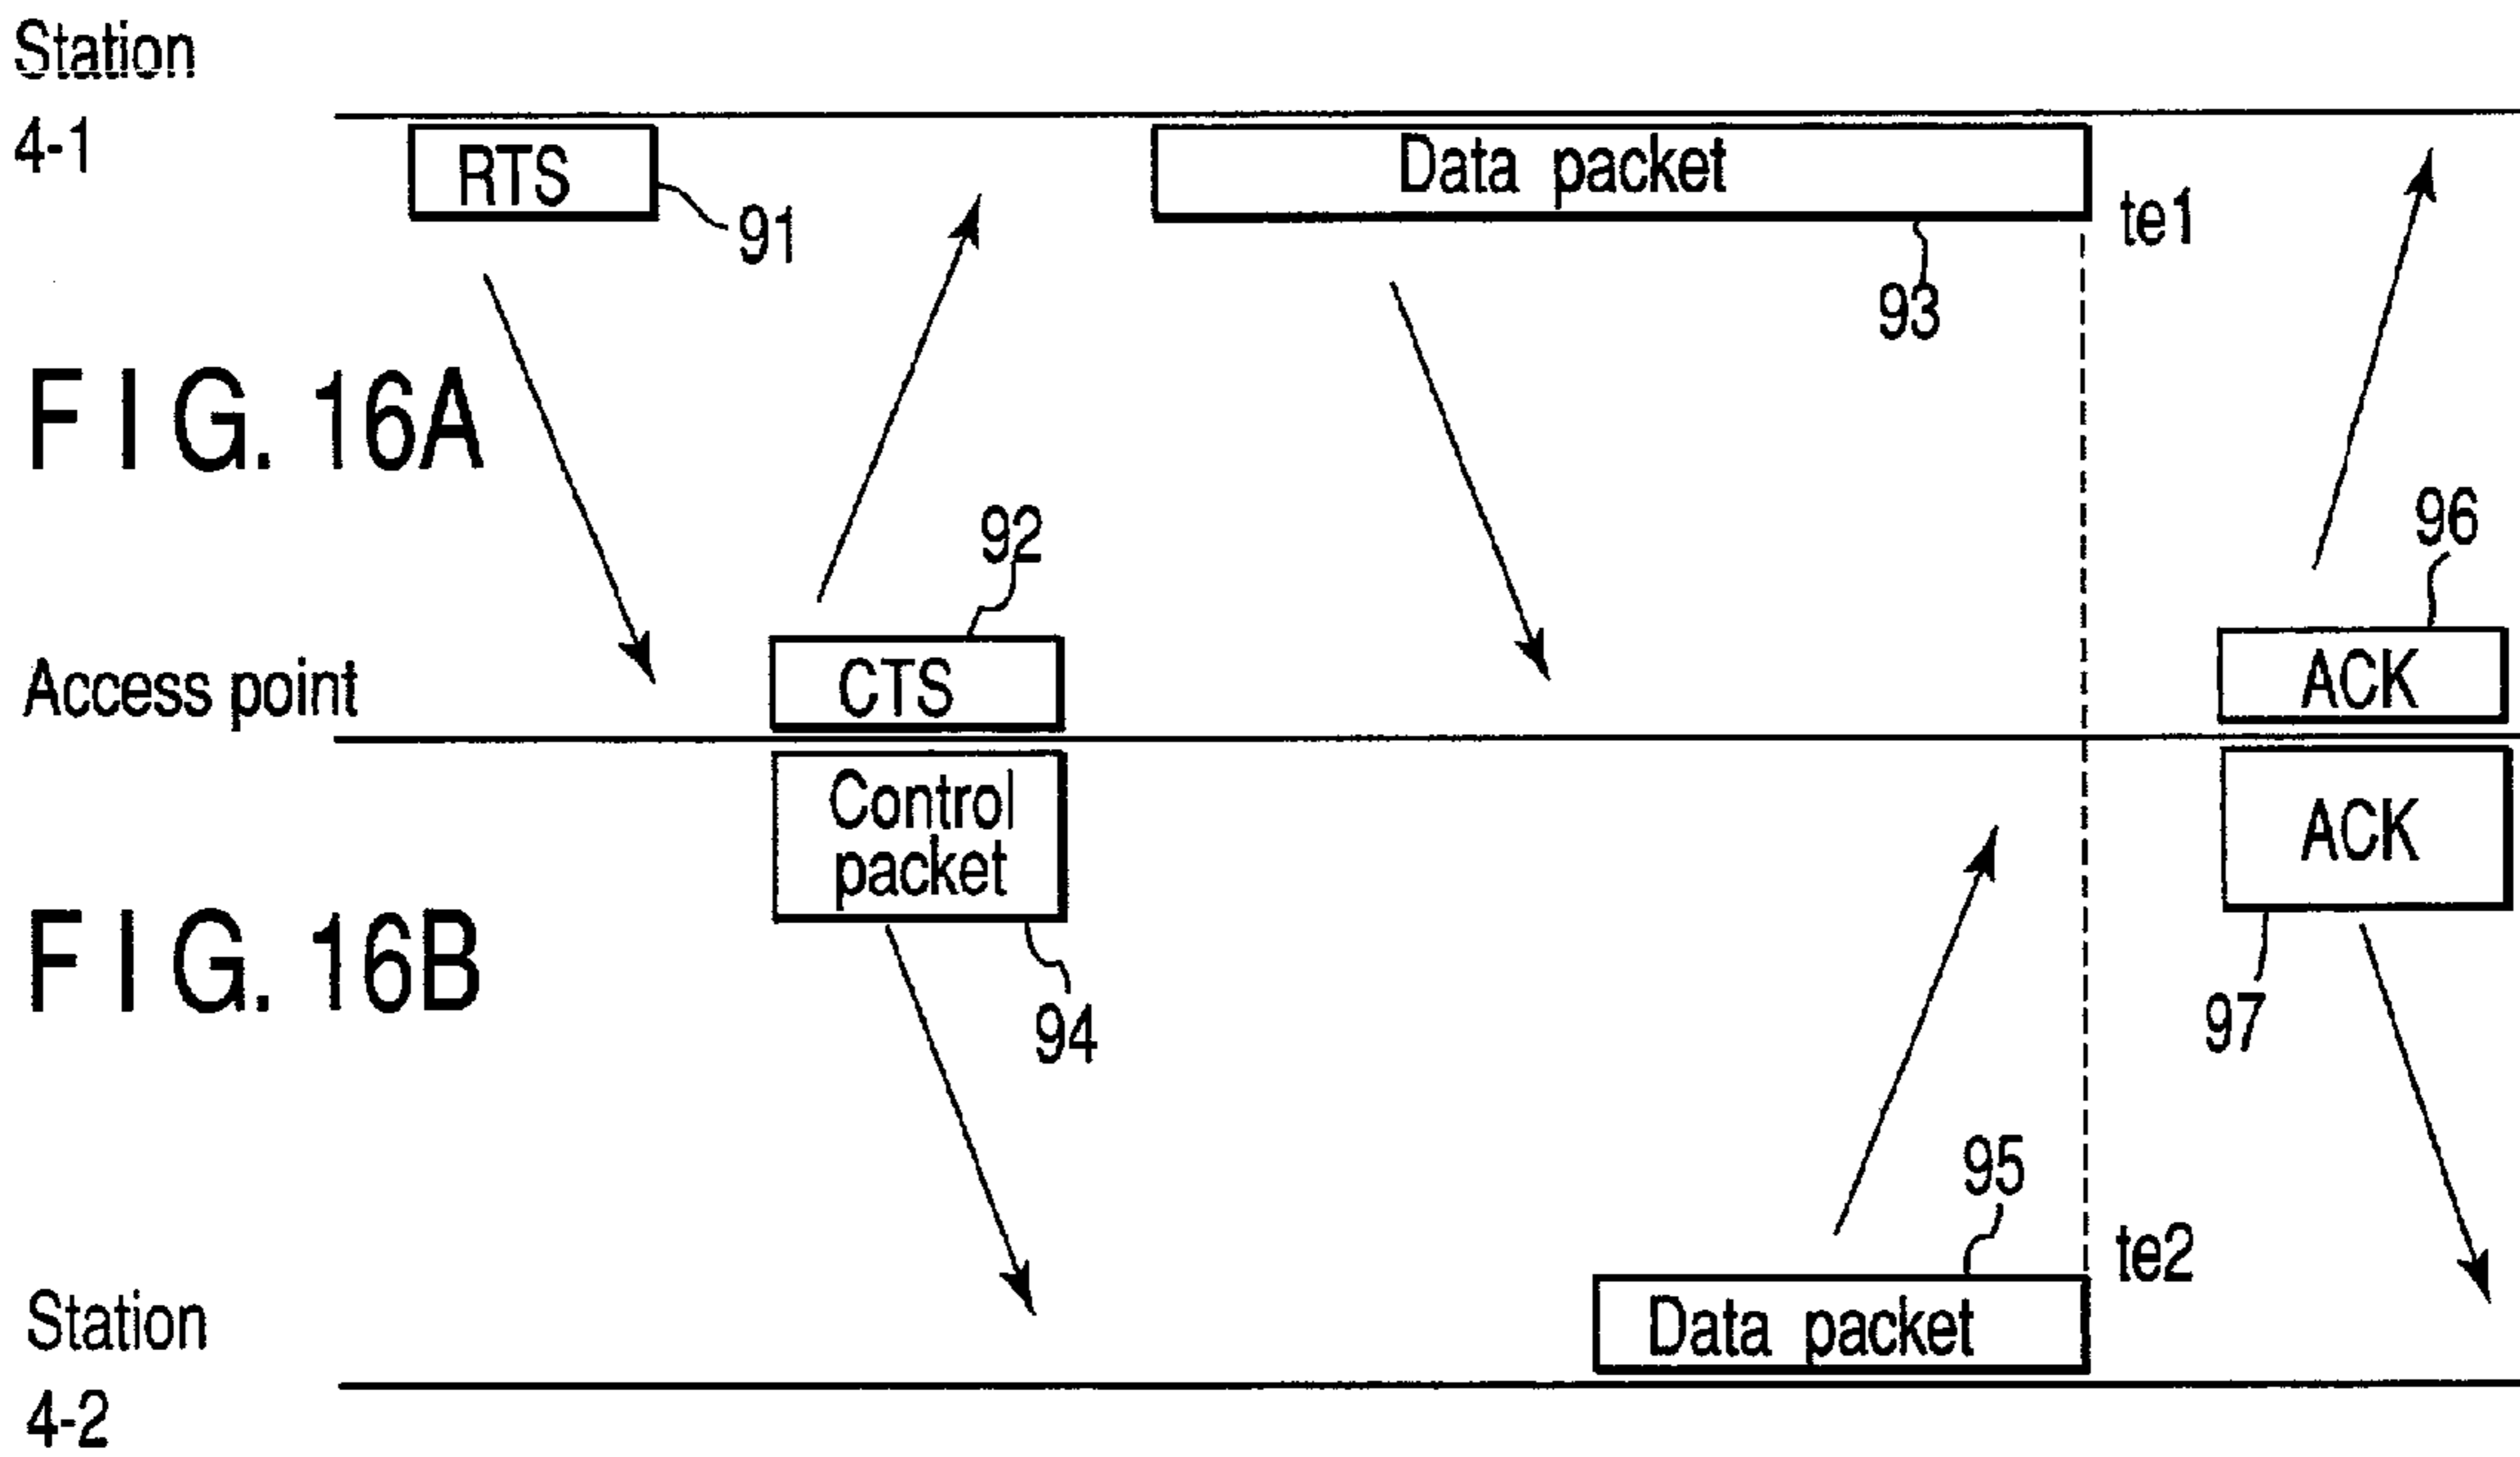 Station
4-1
RTS
91
Data packet
93
te1
FIG. 16A
92
96
Access point
CTS
ACK
Control
packet
94
ACK
97
FIG. 16B
95
te2
Station
4-2
Data packet